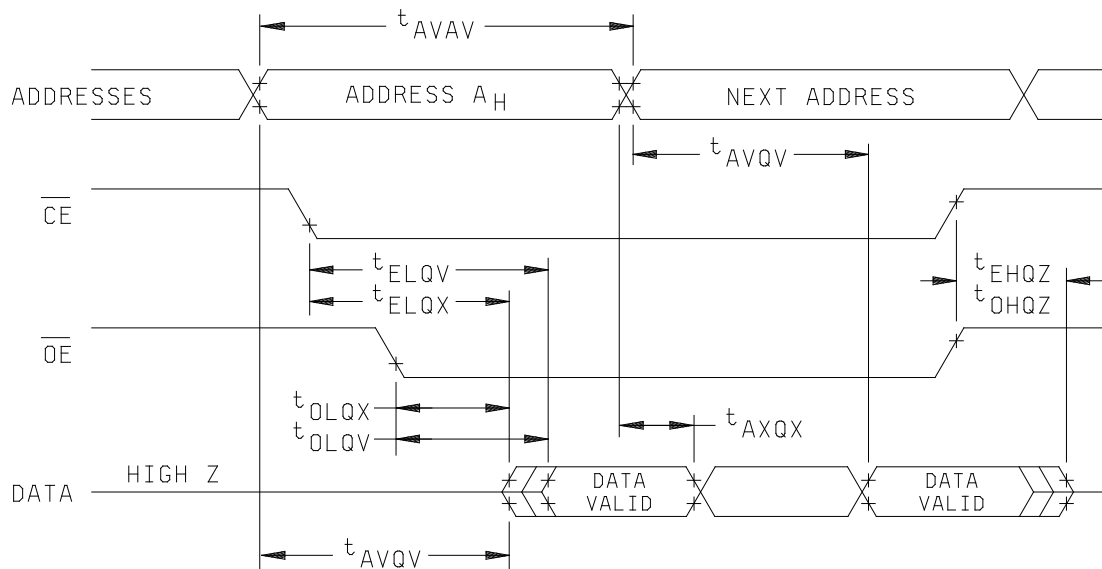 tAVAV
ADDRESSES
ADDRESS AH
NEXT ADDRESS
tAVQV
CE
tELQV
tEHQZ
tELQX
tOHQZ
OE
tOLQX
tAXQX
tOLQV
HIGH Z
DATA
DATA
VALID
DATA
VALID
tAVQV